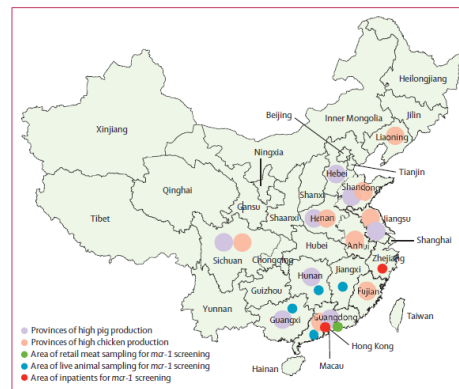 Heilongjiang
Jilin
Inner Mongolia
Liaoning
Beijing
Xinjiang
Ningxia
Hebei
Tianjin
Shanxi
Shandong
Qinghai
Gansu
Shaanxi
Henan
Jiangsu
Tibet
Shanghai
Hubei
Anhui
Sichuan
Chongqing
Zhejiang
Hunan
Jiangxi
Guizhou
Fujian
Yunnan
Taiwan
Guangxi
Guangdong
Hong Kong
Macau
Hainan
Provinces of high pig production
Provinces of high chicken production
Area of retail meat sampling for mcr-1 screening
Area of live animal sampling for mcr-1 screening
Area of inpatients for mcr-1 screening